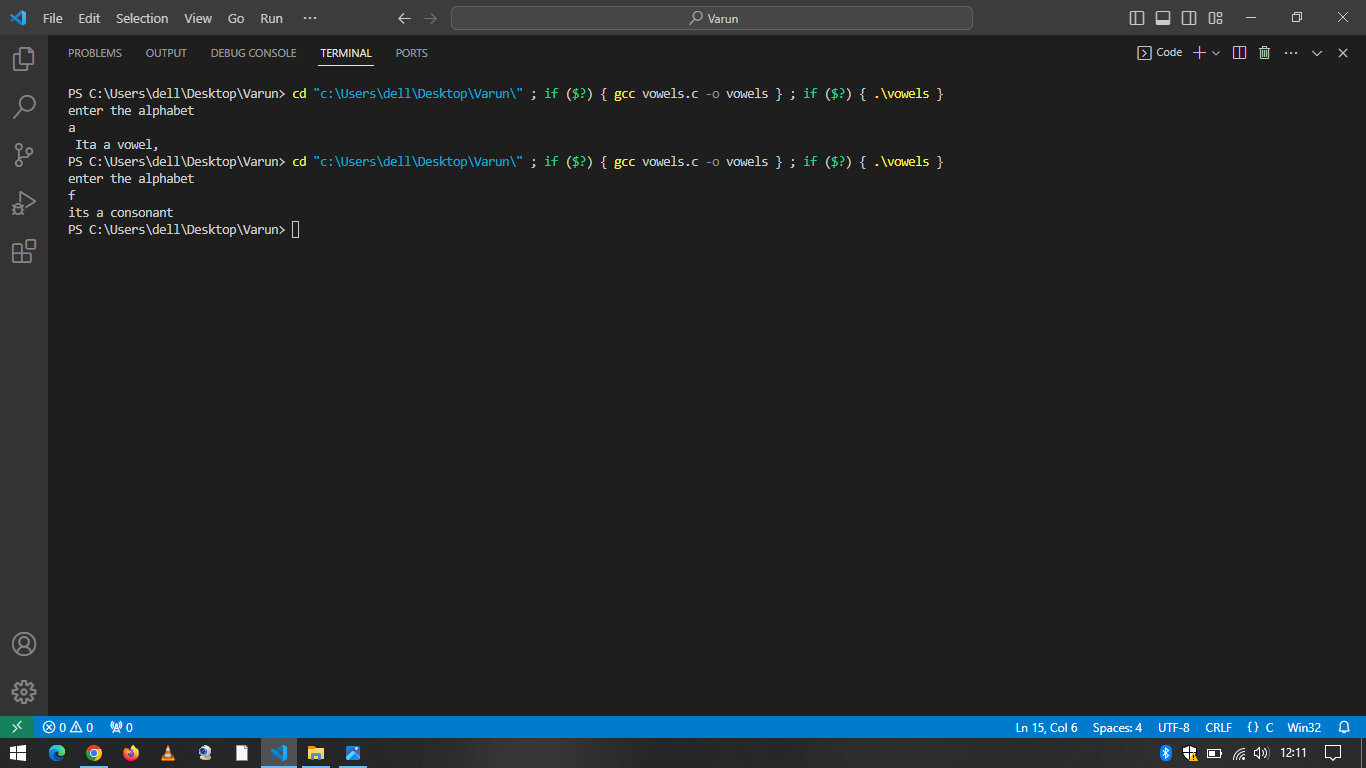 File Edit Selection View Go Run ··· Varun
PROBLEMS OUTPUT DEBUG CONSOLE TERMINAL PORTS Code
PS C:\Users\dell\Desktop\Varun> cd "c:\Users\dell\Desktop\Varun\" ; if ($?) { gcc vowels.c -o vowels } ; if ($?) { .\vowels }
enter the alphabet
a
 Ita a vowel,
PS C:\Users\dell\Desktop\Varun> cd "c:\Users\dell\Desktop\Varun\" ; if ($?) { gcc vowels.c -o vowels } ; if ($?) { .\vowels }
enter the alphabet
f
its a consonant
PS C:\Users\dell\Desktop\Varun>
0 0 0 Ln 15, Col 6 Spaces: 4 UTF-8 CRLF {} C Win32
12:11